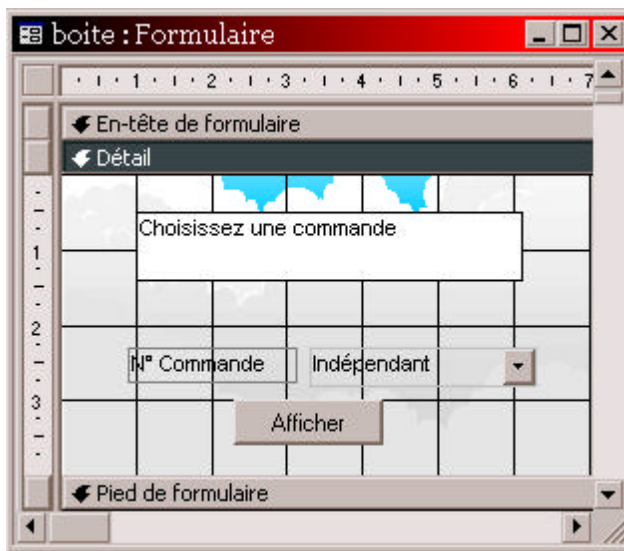 boite : Formulaire
1 2 3 4 5 6 7
En-tête de formulaire
Détail
Choisissez une commande
1
2
N° Commande Indépendant
3
Afficher
Pied de formulaire